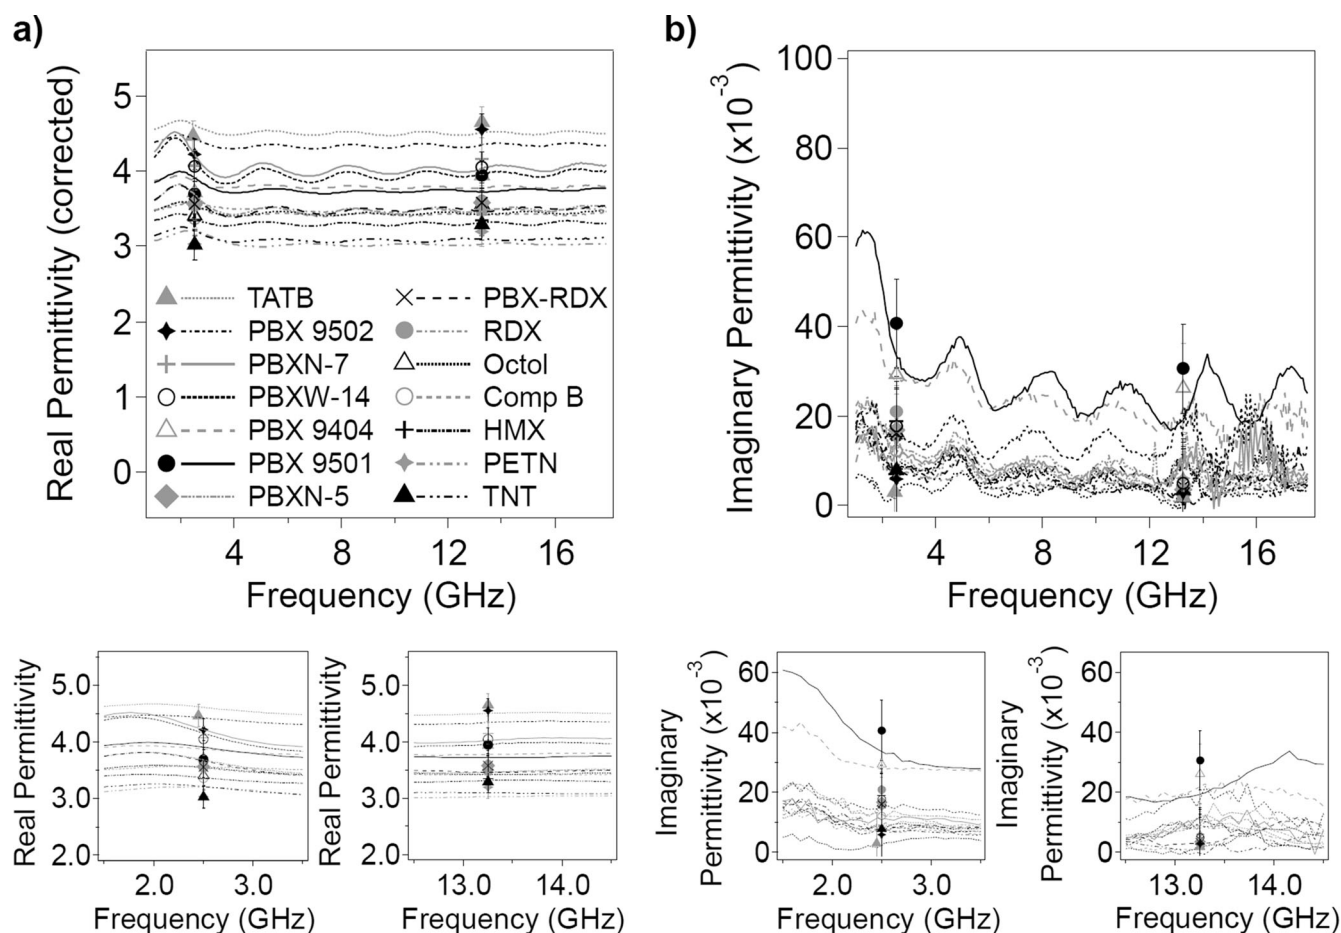 a)
Real Permittivity (corrected)
5
4
3
2
1
0
TATB
PBX 9502
PBXN-7
PBXW-14
PBX 9404
PBX 9501
PBXN-5
PBX-RDX
RDX
Octol
Comp B
HMX
PETN
TNT
4 8 12 16
Frequency (GHz)
b)
Imaginary Permittivity (x10⁻³)
100
80
60
40
20
0
4 8 12 16
Frequency (GHz)
Real Permittivity
5.0
4.0
3.0
2.0
2.0 3.0
Frequency (GHz)
Real Permittivity
5.0
4.0
3.0
2.0
13.0 14.0
Frequency (GHz)
Imaginary
Permittivity (x10⁻³)
60
40
20
0
2.0 3.0
Frequency (GHz)
Imaginary
Permittivity (x10⁻³)
60
40
20
0
13.0 14.0
Frequency (GHz)